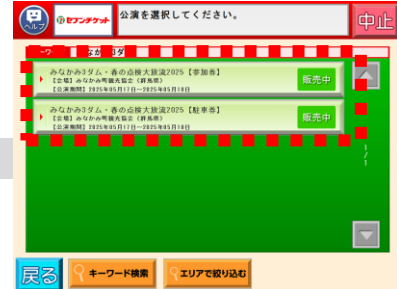 ヘルプ
セブンチケット
公演を選択してください。
中止
みなかみ3ダム・春の点検大放流2025【参加券】
【会場】みなかみ町観光協会（群馬県）
【公演期間】2025年05月17日～2025年05月18日
販売中
みなかみ3ダム・春の点検大放流2025【駐車券】
【会場】みなかみ町観光協会（群馬県）
【公演期間】2025年05月17日～2025年05月18日
販売中
1/1
戻る
キーワード検索
エリアで絞り込む